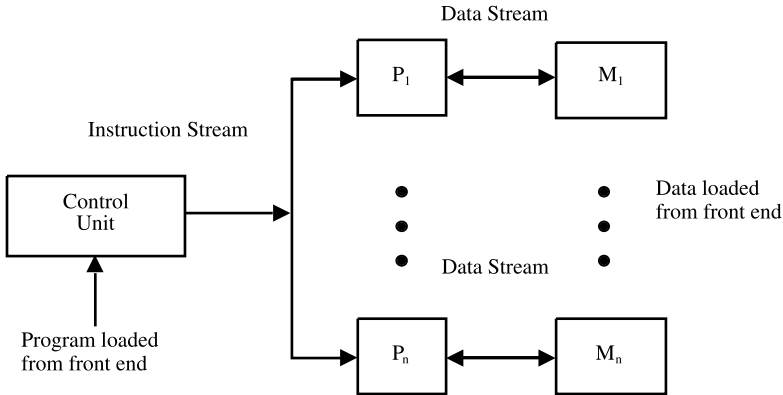 Data Stream
P1
M1
Instruction Stream
Control
Unit
Data loaded
from front end
Data Stream
Program loaded
from front end
Pn
Mn